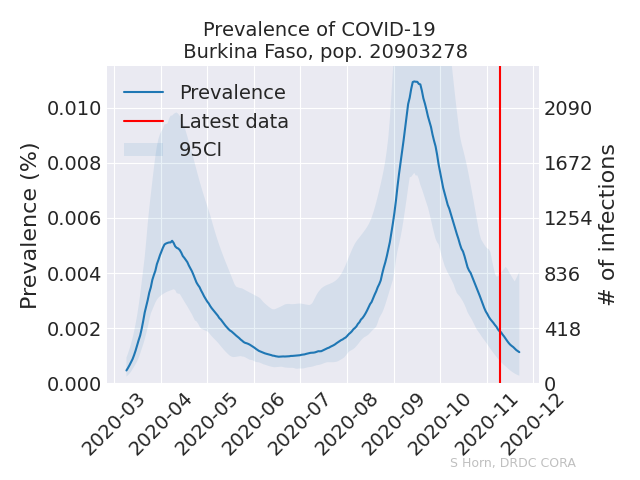 Prevalence of COVID-19
Burkina Faso, pop. 20903278
Prevalence
Latest data
95CI
Prevalence (%)
0.010
0.008
0.006
0.004
0.002
0.000
2090
1672
1254
836
418
0
# of infections
2020-03
2020-04
2020-05
2020-06
2020-07
2020-08
2020-09
2020-10
2020-11
2020-12
S Horn, DRDC CORA